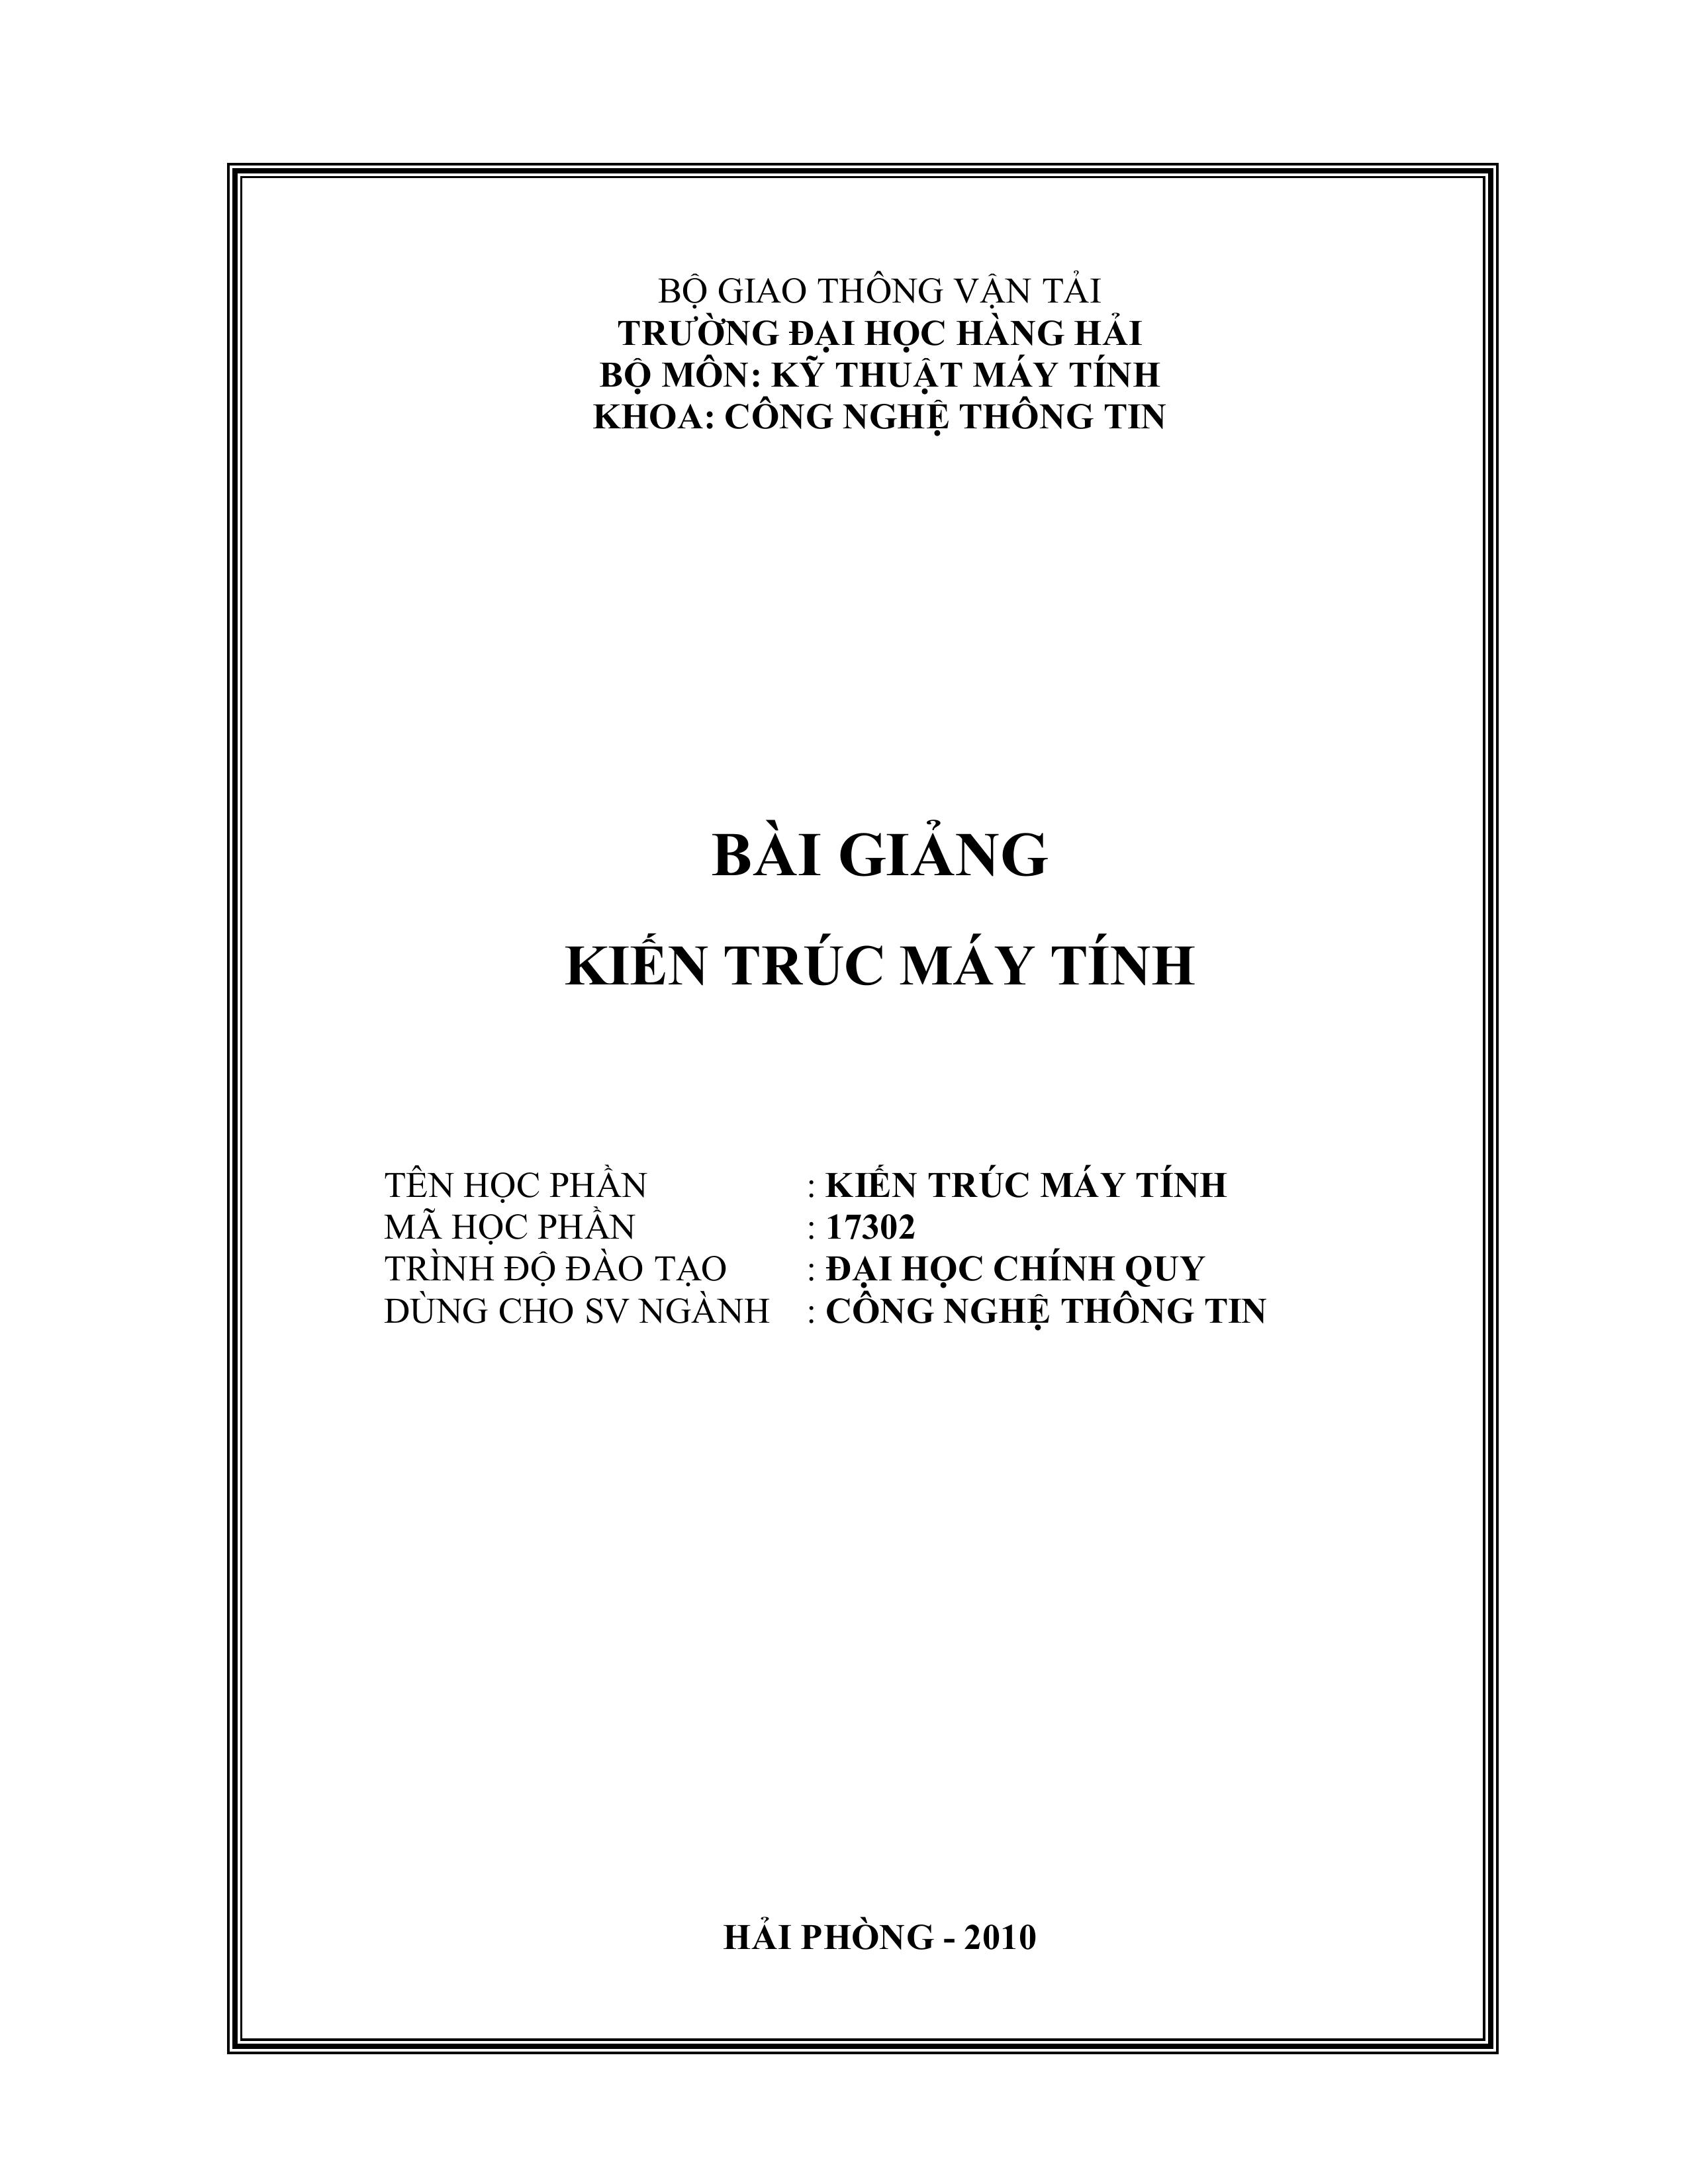 BỘ GIAO THÔNG VẬN TẢI
TRƯỜNG ĐẠI HỌC HÀNG HẢI
BỘ MÔN: KỸ THUẬT MÁY TÍNH
KHOA: CÔNG NGHỆ THÔNG TIN
BÀI GIẢNG
KIẾN TRÚC MÁY TÍNH
TÊN HỌC PHẦN : KIẾN TRÚC MÁY TÍNH
MÃ HỌC PHẦN : 17302
TRÌNH ĐỘ ĐÀO TẠO : ĐẠI HỌC CHÍNH QUY
DÙNG CHO SV NGÀNH : CÔNG NGHỆ THÔNG TIN
HẢI PHÒNG - 2010